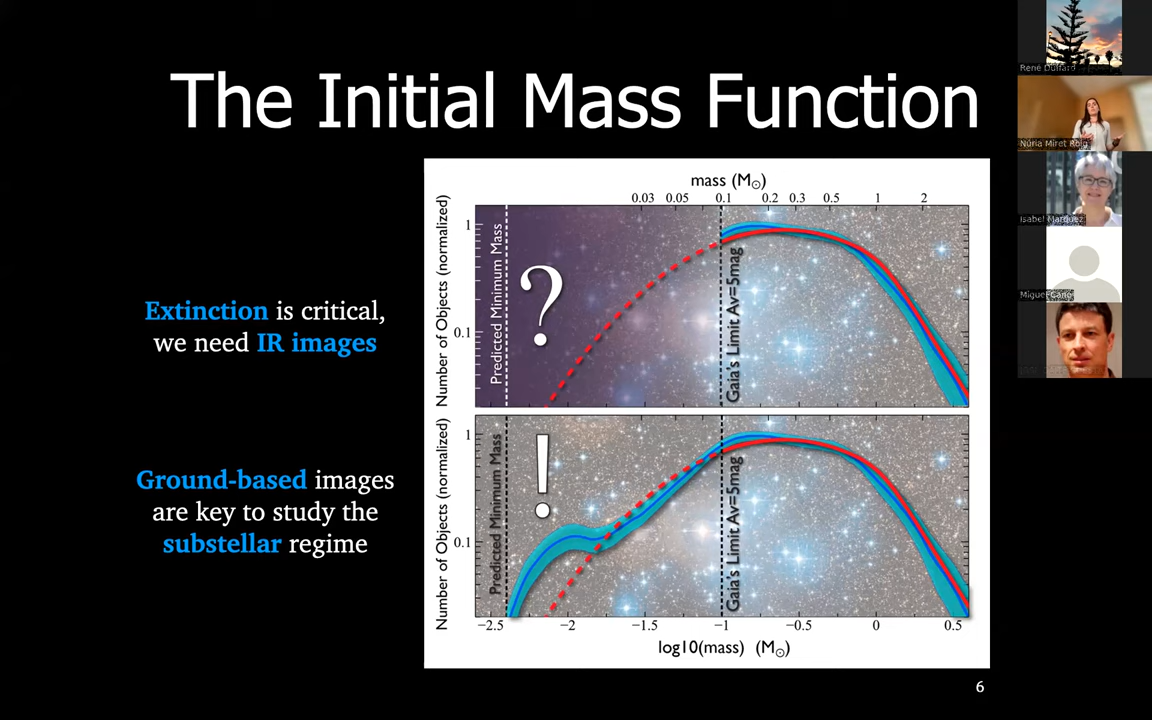 The Initial Mass Function
Extinction is critical,
we need IR images
Ground-based images
are key to study the
substellar regime
mass (M⊙)
0.03 0.05 0.1 0.2 0.3 0.5 1 2
Number of Objects (normalized)
1
0.1
Predicted Minimum Mass
?
Gaia's Limit Av=5mag
Number of Objects (normalized)
1
0.1
Predicted Minimum Mass
!
Gaia's Limit Av=5mag
−2.5 −2 −1.5 −1 −0.5 0 0.5
log10(mass) (M⊙)
6
René Duffard
Núria Miret Roig
Isabel Márquez
Miguel Cano